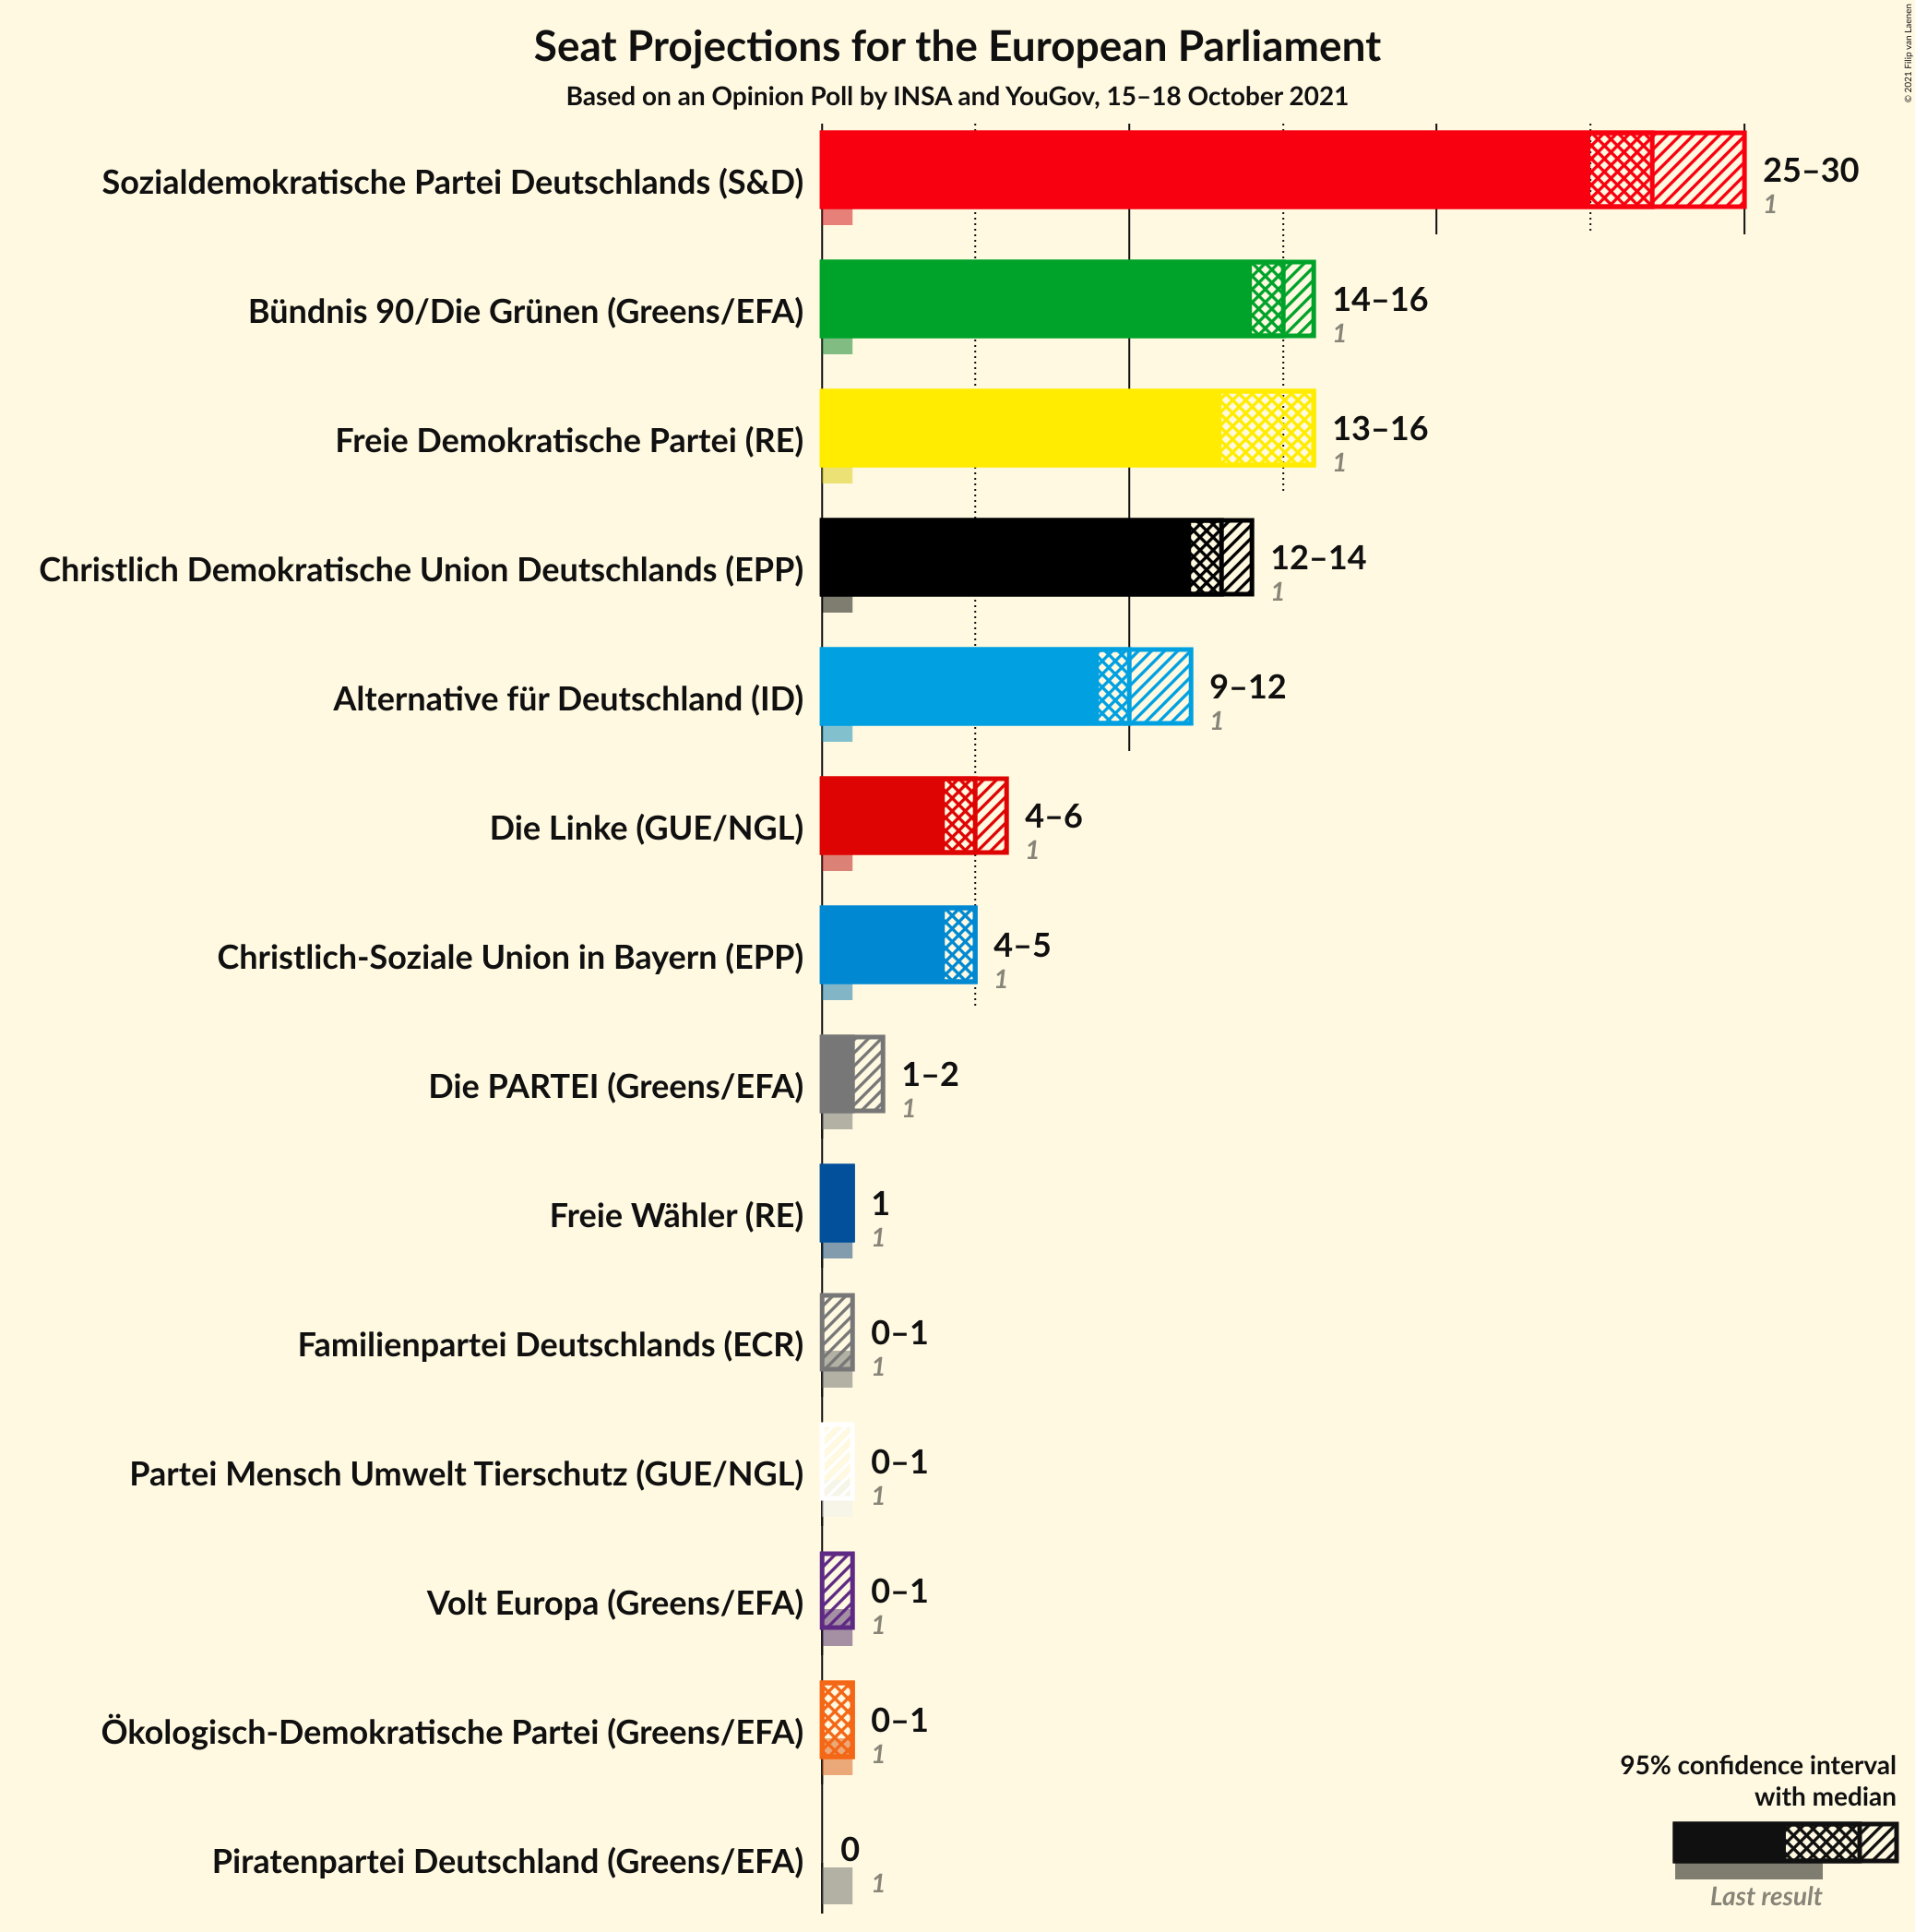 Seat Projections for the European Parliament
Based on an Opinion Poll by INSA and YouGov, 15–18 October 2021
© 2021 Filip van Laenen
Sozialdemokratische Partei Deutschlands (S&D)
25–30
1
Bündnis 90/Die Grünen (Greens/EFA)
14–16
1
Freie Demokratische Partei (RE)
13–16
1
Christlich Demokratische Union Deutschlands (EPP)
12–14
1
Alternative für Deutschland (ID)
9–12
1
Die Linke (GUE/NGL)
4–6
1
Christlich-Soziale Union in Bayern (EPP)
4–5
1
Die PARTEI (Greens/EFA)
1–2
1
Freie Wähler (RE)
1
1
Familienpartei Deutschlands (ECR)
0–1
1
Partei Mensch Umwelt Tierschutz (GUE/NGL)
0–1
1
Volt Europa (Greens/EFA)
0–1
1
Ökologisch-Demokratische Partei (Greens/EFA)
0–1
1
Piratenpartei Deutschland (Greens/EFA)
0
1
95% confidence interval
with median
Last result